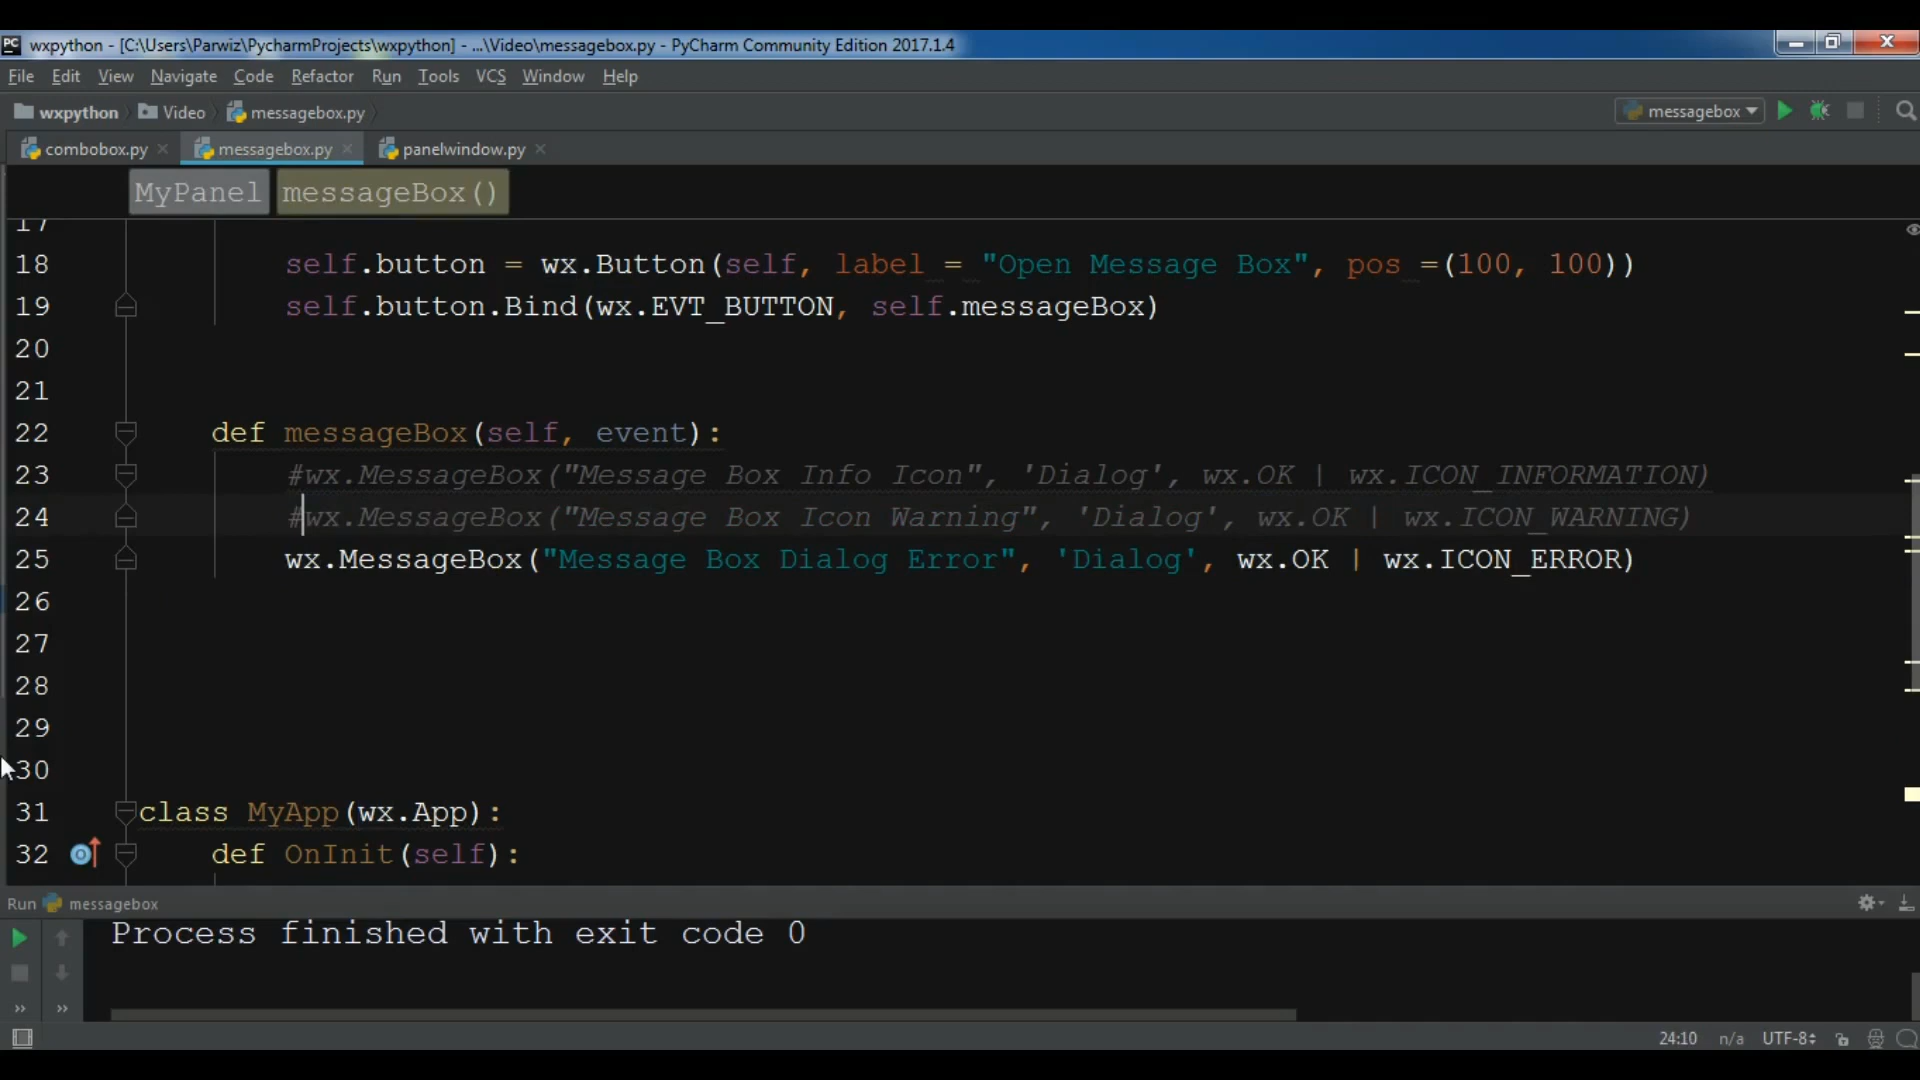 wxpython - [C:\Users\Parwiz\PycharmProjects\wxpython] - ...\Video\messagebox.py - PyCharm Community Edition 2017.1.4
File Edit View Navigate Code Refactor Run Tools VCS Window Help
wxpython Video messagebox.py messagebox
combobox.py messagebox.py panelwindow.py
MyPanel messageBox()
17
18 self.button = wx.Button(self, label = "Open Message Box", pos =(100, 100))
19 self.button.Bind(wx.EVT_BUTTON, self.messageBox)
20
21
22 def messageBox(self, event):
23 #wx.MessageBox("Message Box Info Icon", 'Dialog', wx.OK | wx.ICON_INFORMATION)
24 #wx.MessageBox("Message Box Icon Warning", 'Dialog', wx.OK | wx.ICON_WARNING)
25 wx.MessageBox("Message Box Dialog Error", 'Dialog', wx.OK | wx.ICON_ERROR)
26
27
28
29
30
31 class MyApp(wx.App):
32 def OnInit(self):
Run messagebox
Process finished with exit code 0
24:10 n/a UTF-8